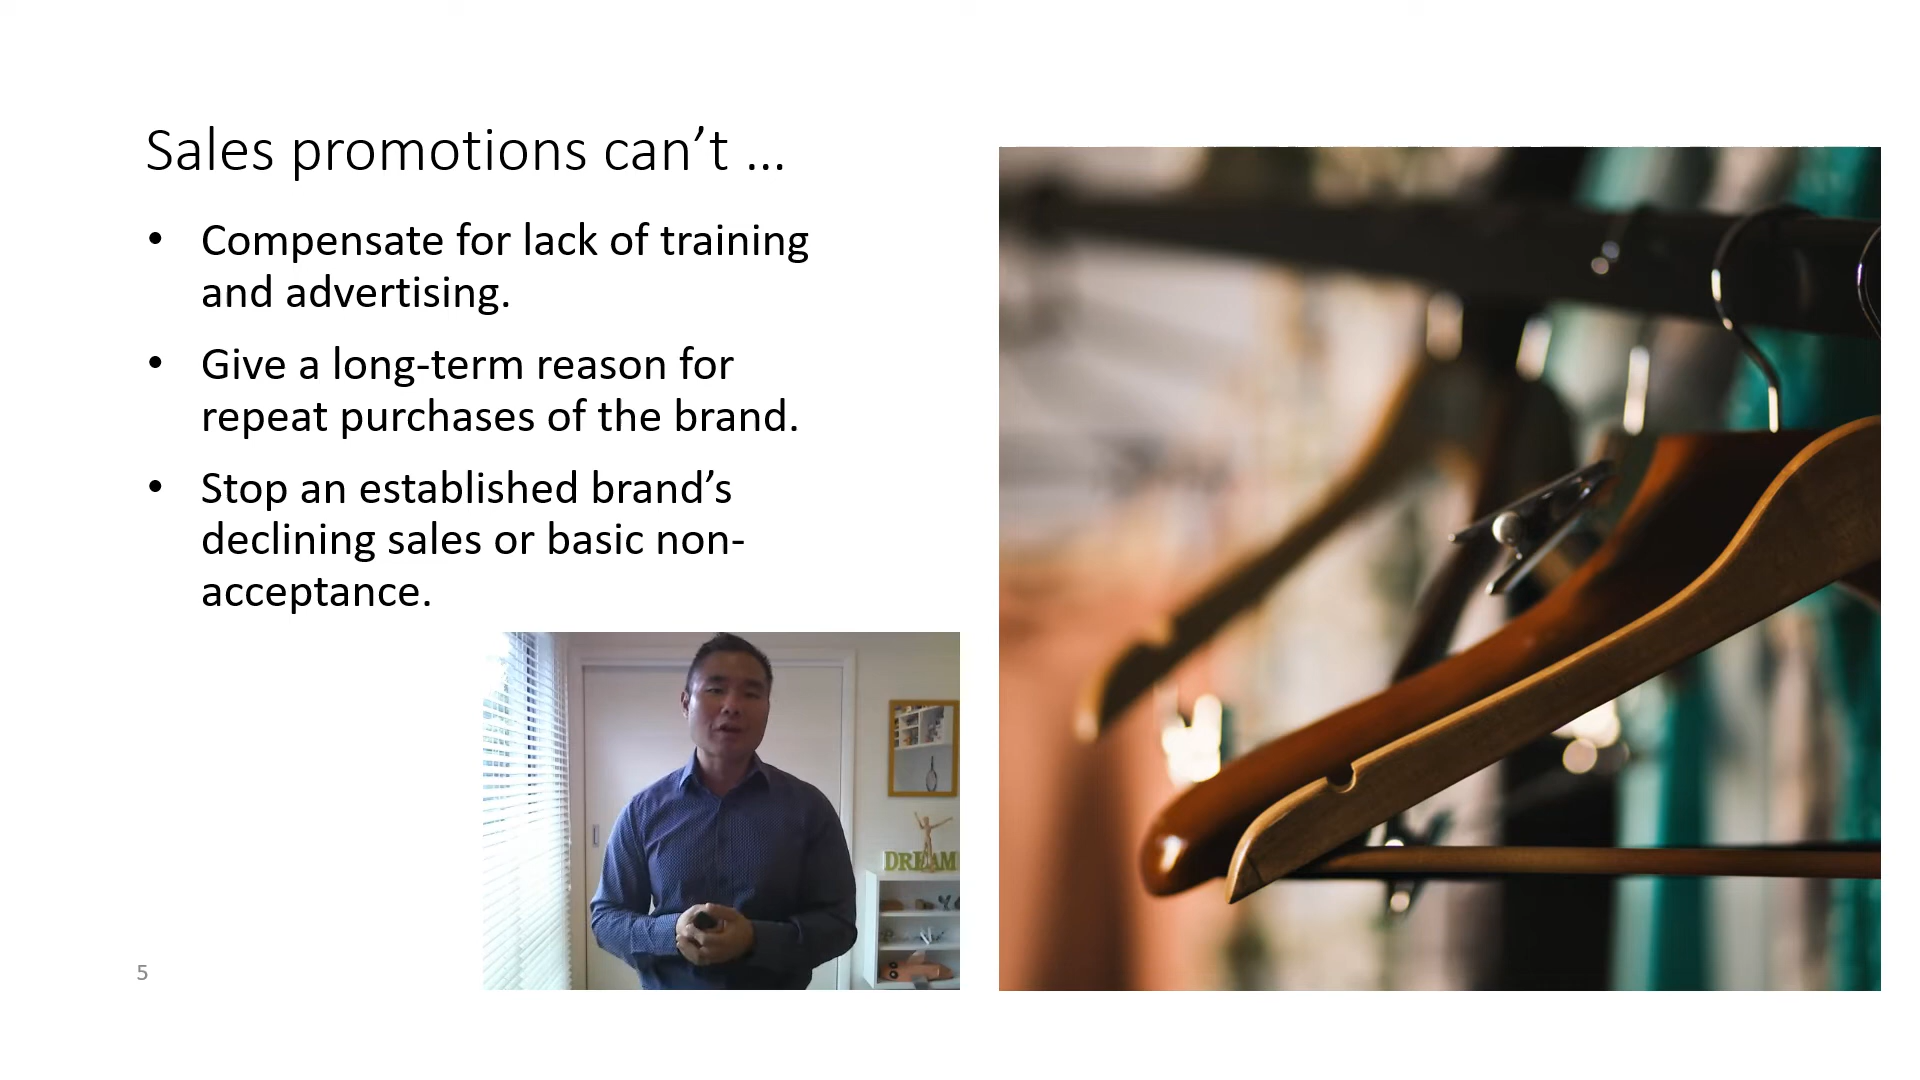 Sales promotions can’t …
• Compensate for lack of training
and advertising.
• Give a long-term reason for
repeat purchases of the brand.
• Stop an established brand’s
declining sales or basic non-
acceptance.
DREAM
5